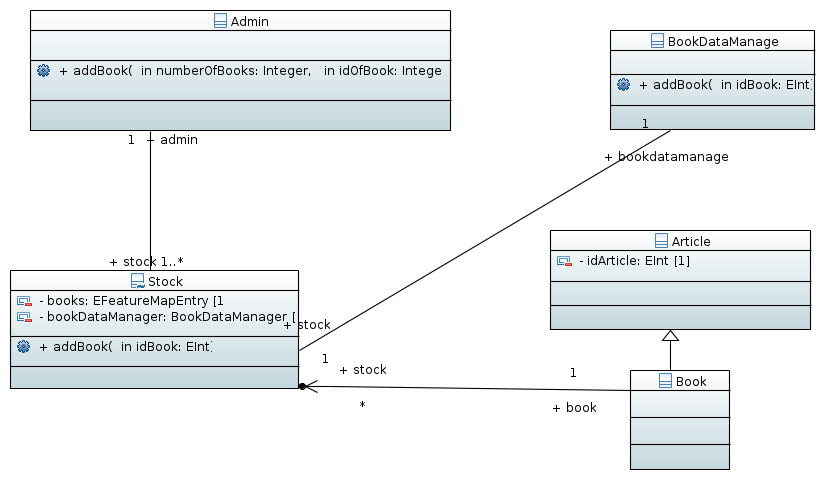 Admin
+ addBook(  in numberOfBooks: Integer,   in idOfBook: Intege
BookDataManage
+ addBook(  in idBook: EInt)
1
1 + admin
+ bookdatamanage
+ stock 1..*
Article
- idArticle: EInt [1]
Stock
- books: EFeatureMapEntry [1
- bookDataManager: BookDataManager [
+ stock
+ addBook(  in idBook: EInt)
1
+ stock
1
Book
*
+ book